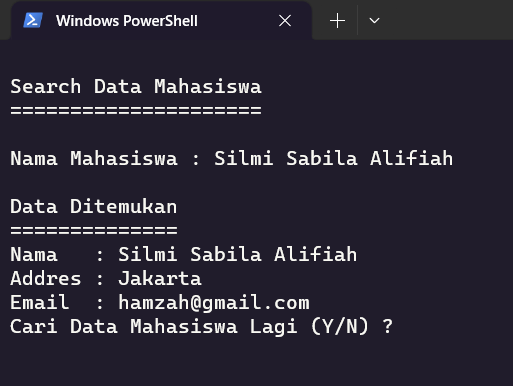 Windows PowerShell
Search Data Mahasiswa
=====================
Nama Mahasiswa : Silmi Sabila Alifiah
Data Ditemukan
==============
Nama   : Silmi Sabila Alifiah
Addres : Jakarta
Email  : hamzah@gmail.com
Cari Data Mahasiswa Lagi (Y/N) ?